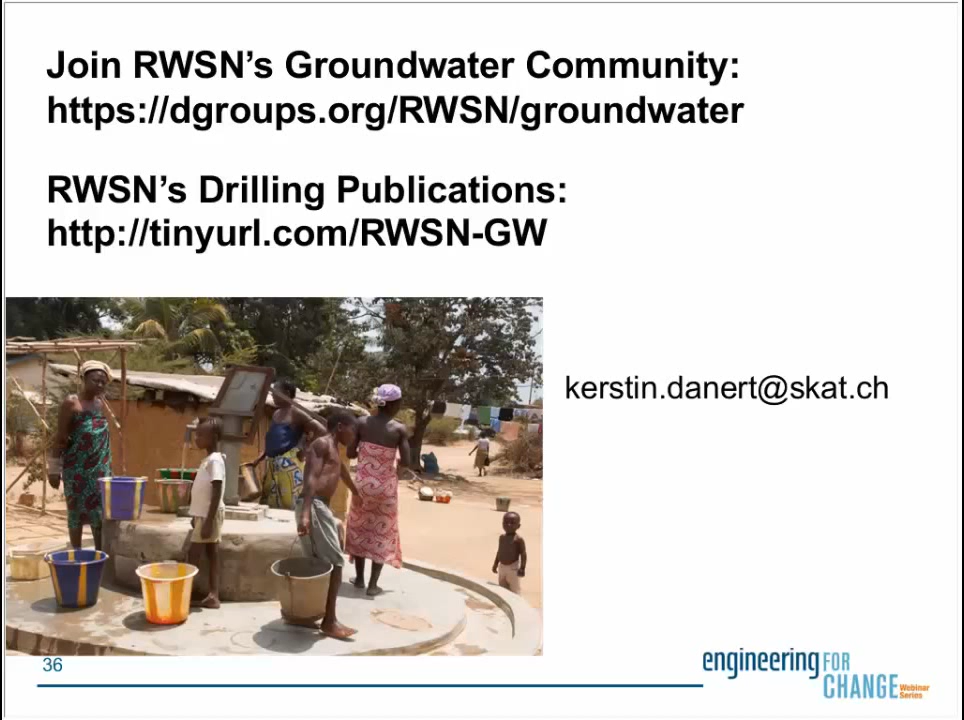 Join RWSN’s Groundwater Community:
https://dgroups.org/RWSN/groundwater
RWSN’s Drilling Publications:
http://tinyurl.com/RWSN-GW
kerstin.danert@skat.ch
36
engineering FOR
CHANGE Webinar
Series